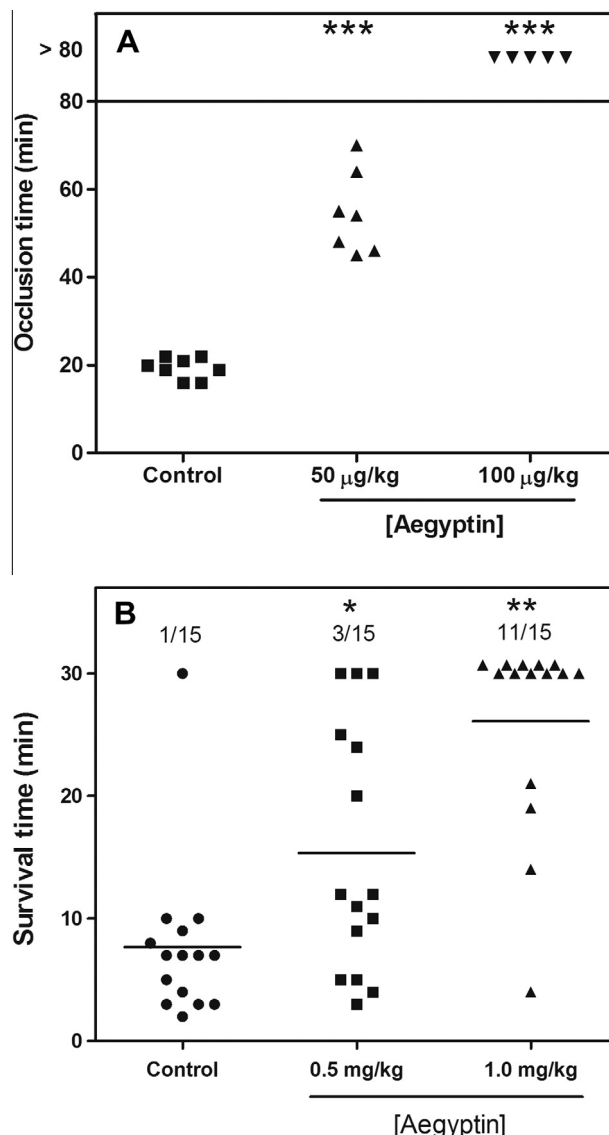 A
*** ***
> 80
80
60
40
20
0
Occlusion time (min)
Control 50 μg/kg 100 μg/kg
[Aegyptin]
B
* **
1/15 3/15 11/15
30
20
10
0
Survival time (min)
Control 0.5 mg/kg 1.0 mg/kg
[Aegyptin]